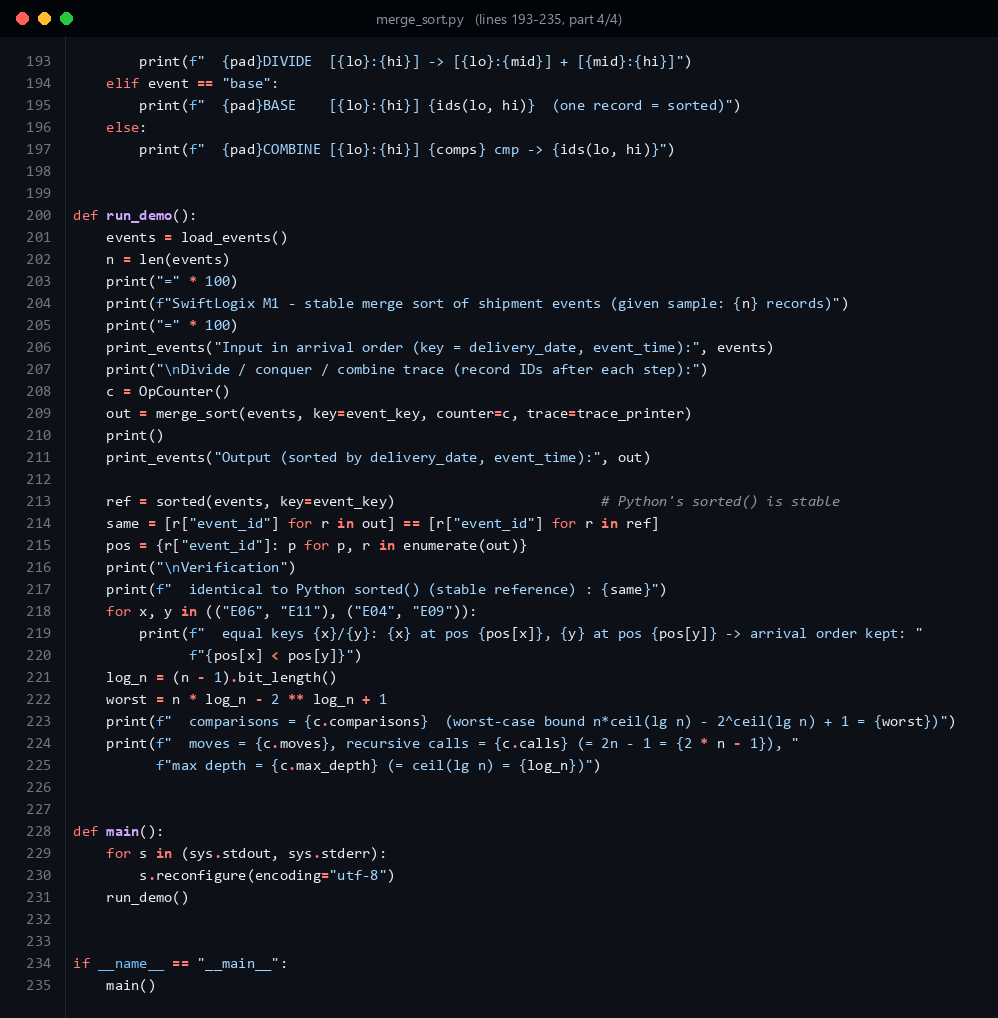 merge_sort.py (lines 193-235, part 4/4)
193         print(f"  {pad}DIVIDE  [{lo}:{hi}] -> [{lo}:{mid}] + [{mid}:{hi}]")
194     elif event == "base":
195         print(f"  {pad}BASE    [{lo}:{hi}] {ids(lo, hi)}  (one record = sorted)")
196     else:
197         print(f"  {pad}COMBINE [{lo}:{hi}] {comps} cmp -> {ids(lo, hi)}")
198
199
200 def run_demo():
201     events = load_events()
202     n = len(events)
203     print("=" * 100)
204     print(f"SwiftLogix M1 - stable merge sort of shipment events (given sample: {n} records)")
205     print("=" * 100)
206     print_events("Input in arrival order (key = delivery_date, event_time):", events)
207     print("\nDivide / conquer / combine trace (record IDs after each step):")
208     c = OpCounter()
209     out = merge_sort(events, key=event_key, counter=c, trace=trace_printer)
210     print()
211     print_events("Output (sorted by delivery_date, event_time):", out)
212
213     ref = sorted(events, key=event_key)                         # Python's sorted() is stable
214     same = [r["event_id"] for r in out] == [r["event_id"] for r in ref]
215     pos = {r["event_id"]: p for p, r in enumerate(out)}
216     print("\nVerification")
217     print(f"  identical to Python sorted() (stable reference) : {same}")
218     for x, y in (("E06", "E11"), ("E04", "E09")):
219         print(f"  equal keys {x}/{y}: {x} at pos {pos[x]}, {y} at pos {pos[y]} -> arrival order kept: "
220               f"{pos[x] < pos[y]}")
221     log_n = (n - 1).bit_length()
222     worst = n * log_n - 2 ** log_n + 1
223     print(f"  comparisons = {c.comparisons}  (worst-case bound n*ceil(lg n) - 2^ceil(lg n) + 1 = {worst})")
224     print(f"  moves = {c.moves}, recursive calls = {c.calls} (= 2n - 1 = {2 * n - 1}), "
225           f"max depth = {c.max_depth} (= ceil(lg n) = {log_n})")
226
227
228 def main():
229     for s in (sys.stdout, sys.stderr):
230         s.reconfigure(encoding="utf-8")
231     run_demo()
232
233
234 if __name__ == "__main__":
235     main()